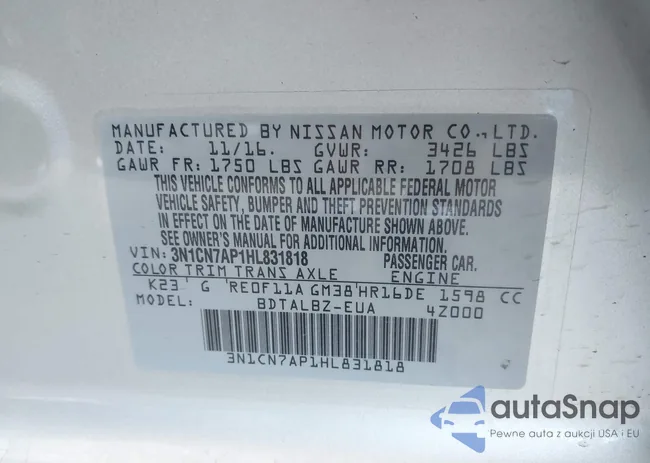 MANUFACTURED BY NISSAN MOTOR CO., LTD.
DATE: 11/16. GVWR: 3426 LBS
GAWR FR: 1750 LBS GAWR RR: 1708 LBS
THIS VEHICLE CONFORMS TO ALL APPLICABLE FEDERAL MOTOR
VEHICLE SAFETY, BUMPER AND THEFT PREVENTION STANDARDS
IN EFFECT ON THE DATE OF MANUFACTURE SHOWN ABOVE.
SEE OWNER'S MANUAL FOR ADDITIONAL INFORMATION
VIN: 3N1CN7AP1HL831818 PASSENGER CAR.
COLOR TRIM TRANS AXLE ENGINE
K23 G RE0F11A GM38 HR16DE 1598 CC
MODEL: BDTALBZ-EUA 4Z000
3N1CN7AP1HL831818
autaSnap
Pewne auta z aukcji USA i EU